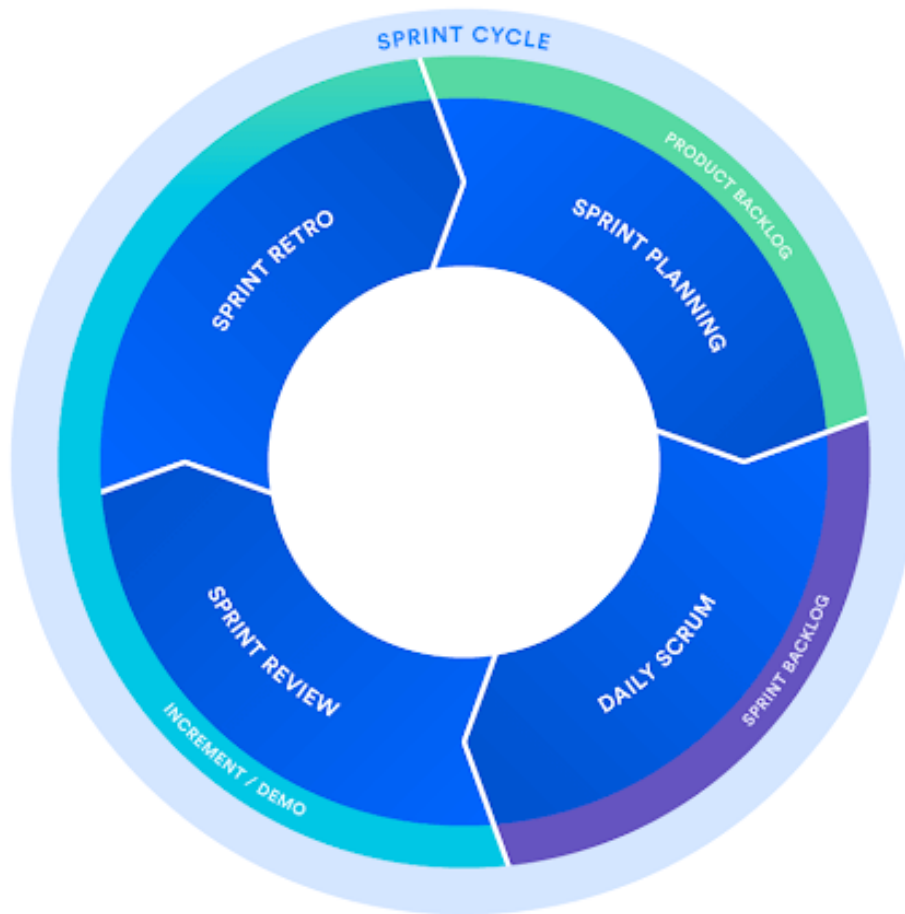 SPRINT CYCLE
PRODUCT BACKLOG
SPRINT PLANNING
SPRINT BACKLOG
DAILY SCRUM
INCREMENT / DEMO
SPRINT REVIEW
SPRINT RETRO